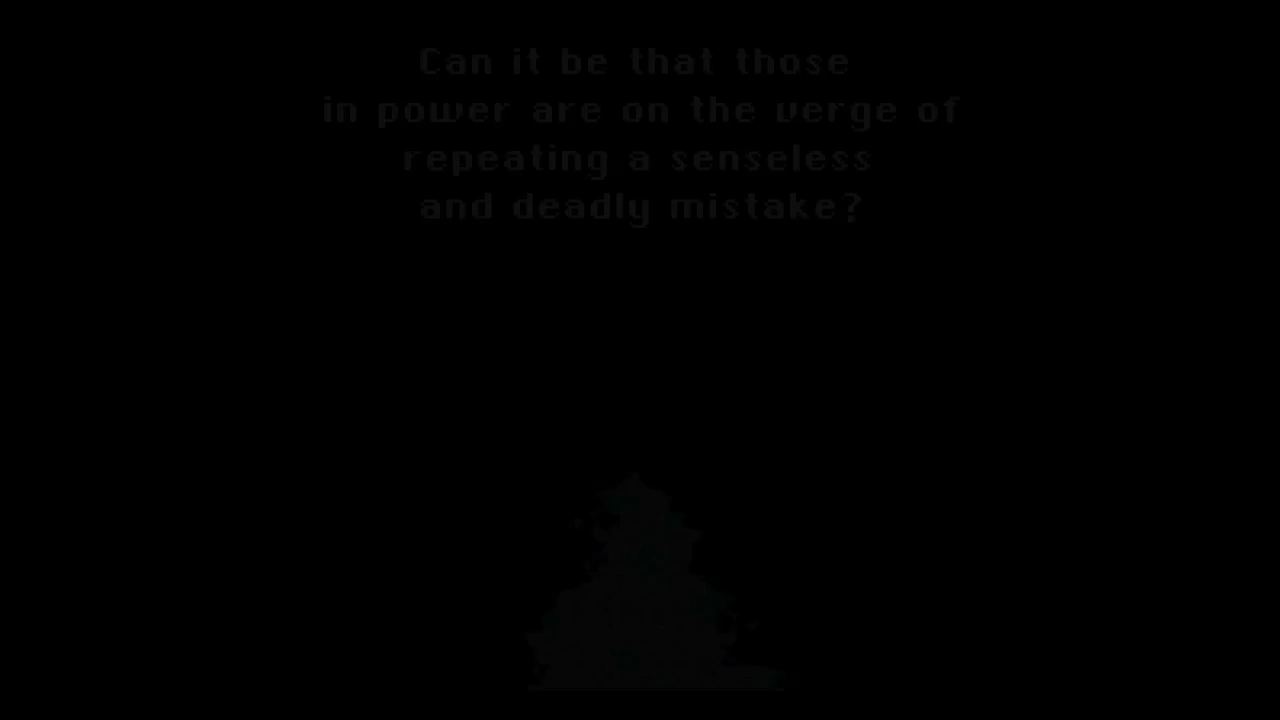 Can it be that those
in power are on the verge of
repeating a senseless
and deadly mistake?